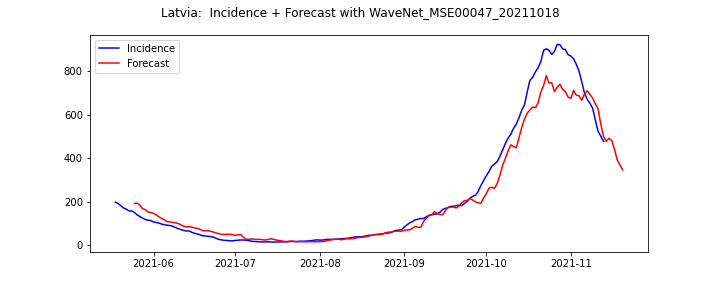 Latvia:  Incidence + Forecast with WaveNet_MSE00047_20211018
Incidence
Forecast
800
600
400
200
0
2021-06 2021-07 2021-08 2021-09 2021-10 2021-11